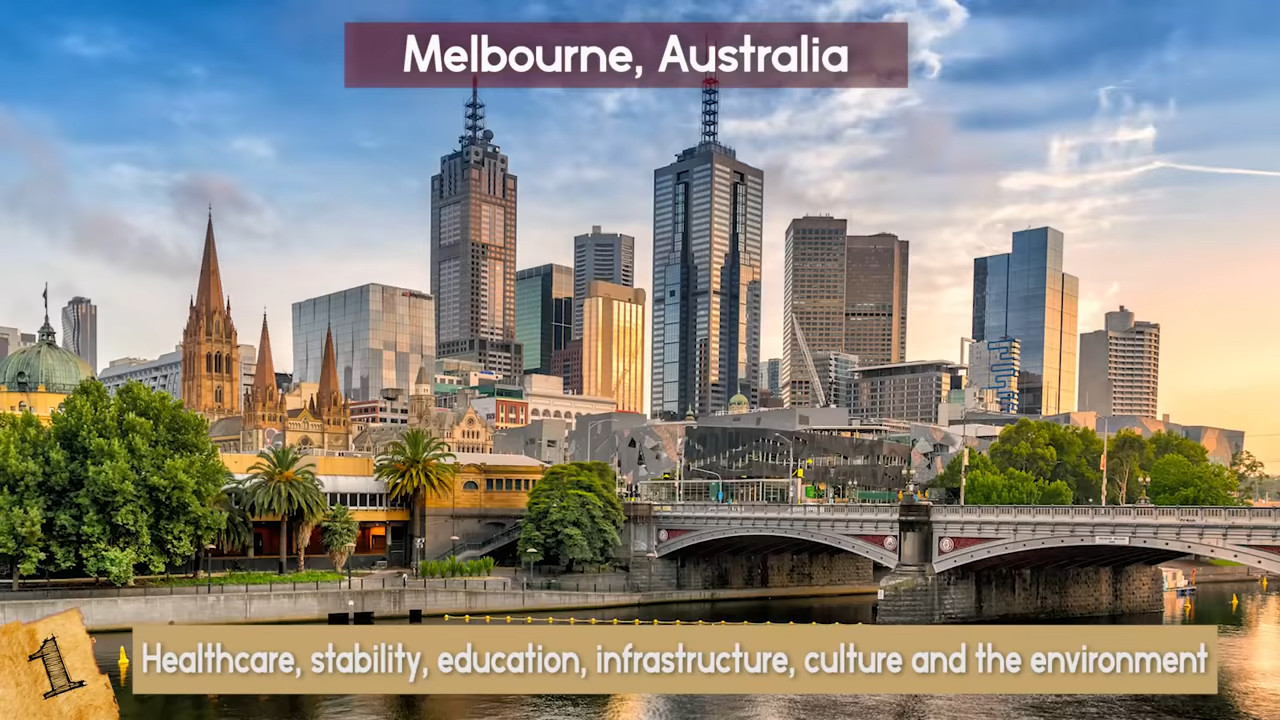 Melbourne, Australia
Healthcare, stability, education, infrastructure, culture and the environment
1